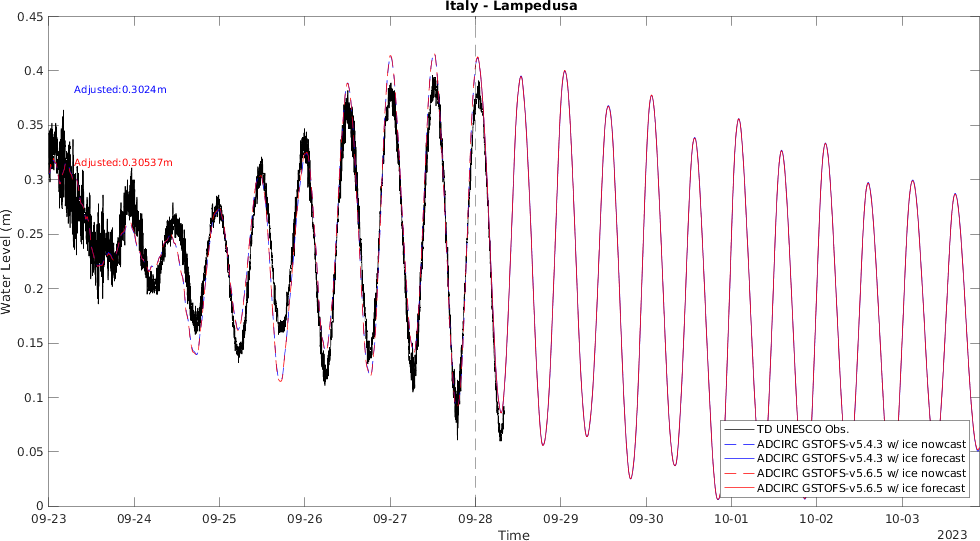 Italy - Lampedusa
0.45
0.4
0.35
0.3
0.25
0.2
0.15
0.1
0.05
0
Water Level (m)
Adjusted:0.3024m
Adjusted:0.30537m
TD UNESCO Obs.
ADCIRC GSTOFS-v5.4.3 w/ ice nowcast
ADCIRC GSTOFS-v5.4.3 w/ ice forecast
ADCIRC GSTOFS-v5.6.5 w/ ice nowcast
ADCIRC GSTOFS-v5.6.5 w/ ice forecast
09-23 09-24 09-25 09-26 09-27 09-28 09-29 09-30 10-01 10-02 10-03
Time
2023